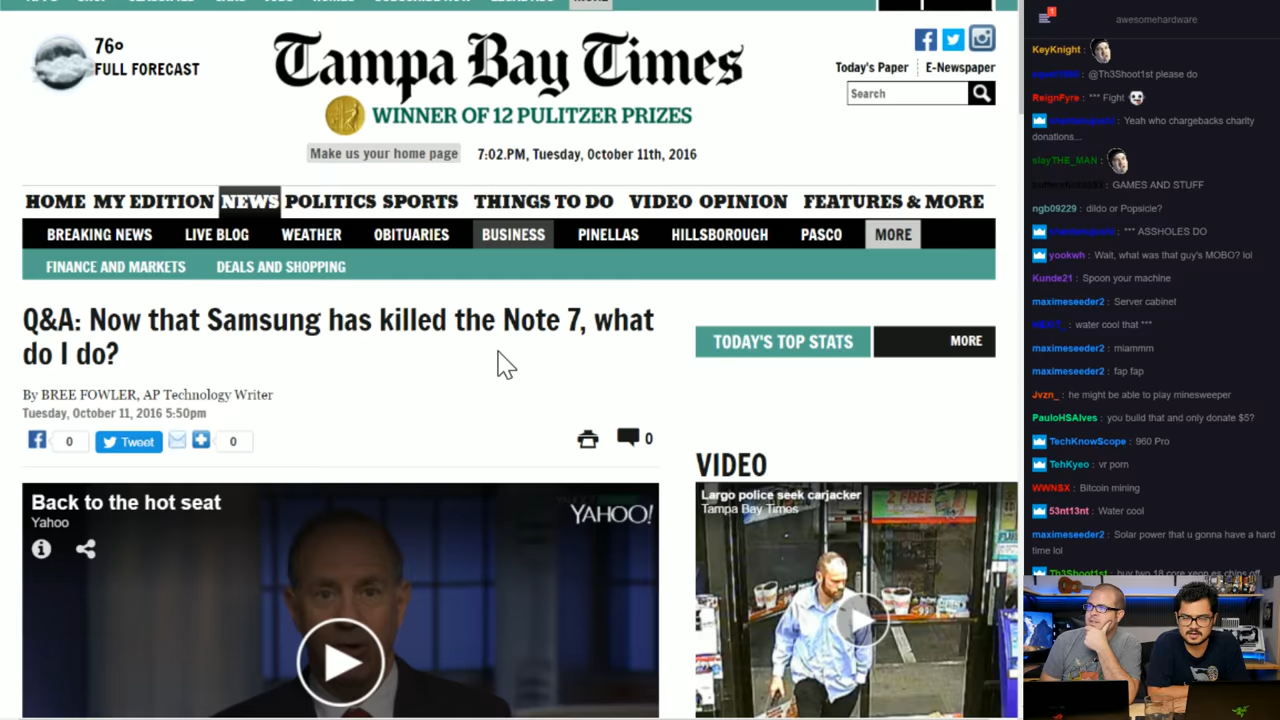 76º
FULL FORECAST
Tampa Bay Times
WINNER OF 12 PULITZER PRIZES
Make us your home page
7:02.PM, Tuesday, October 11th, 2016
Today's Paper
E-Newspaper
Search
HOME MY EDITION NEWS POLITICS SPORTS THINGS TO DO VIDEO OPINION FEATURES & MORE
BREAKING NEWS LIVE BLOG WEATHER OBITUARIES BUSINESS PINELLAS HILLSBOROUGH PASCO MORE
FINANCE AND MARKETS DEALS AND SHOPPING
Q&A: Now that Samsung has killed the Note 7, what
do I do?
By BREE FOWLER, AP Technology Writer
Tuesday, October 11, 2016 5:50pm
0 Tweet 0
0
Back to the hot seat
Yahoo
YAHOO!
TODAY'S TOP STATS
MORE
VIDEO
Largo police seek carjacker
Tampa Bay Times
2 FREE
1
awesomehardware
KeyKnight :
@Th3Shoot1st please do
ReignFyre : *** Fight
: Yeah who chargebacks charity
donations...
slayTHE_MAN :
: GAMES AND STUFF
ngb09229 : dildo or Popsicle?
: *** ASSHOLES DO
yookwh : Wait, what was that guy's MOBO? lol
Kunde21 : Spoon your machine
maximeseeder2 : Server cabinet
: water cool that ***
maximeseeder2 : miammm
maximeseeder2 : fap fap
Jvzn_ : he might be able to play minesweeper
PauloHSAlves : you build that and only donate $5?
TechKnowScope : 960 Pro
TehKyeo : vr porn
WWNSX : Bitcoin mining
53nt13nt : Water cool
maximeseeder2 : Solar power that u gonna have a hard
time lol
Th3Shoot1st : buy two 18 core xeon es chips off